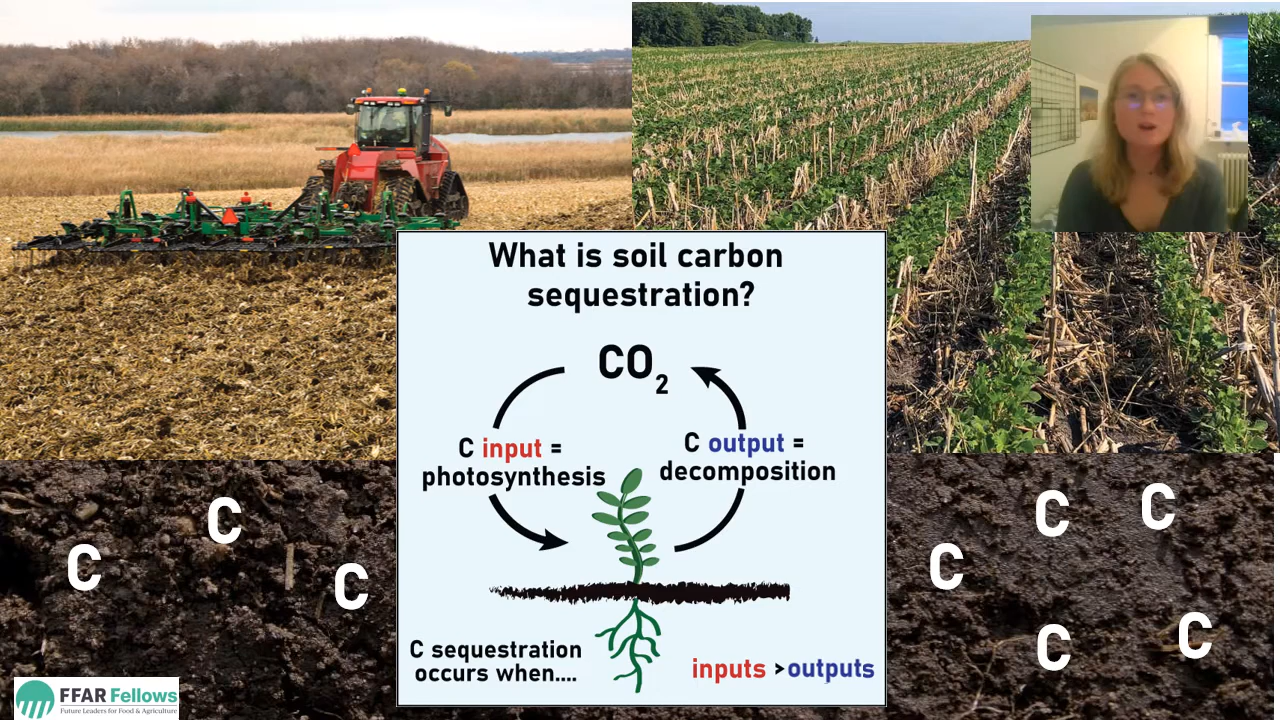 What is soil carbon
sequestration?
CO2
C input =
photosynthesis
C output =
decomposition
C sequestration
occurs when....
inputs > outputs
C
C
C
C
C
C
C
C
FFAR Fellows
Future Leaders for Food & Agriculture